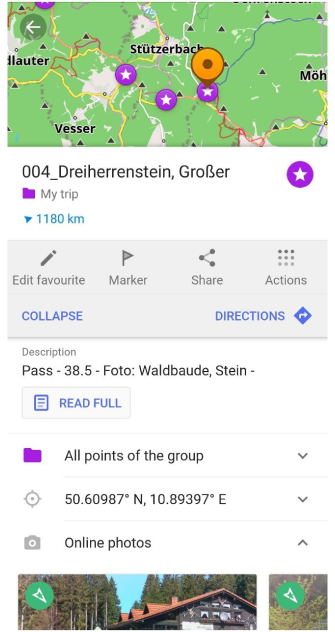 Stützerbach
lauter
Möh
Vesser
004_Dreiherrenstein, Großer
My trip
1180 km
Edit favourite
Marker
Share
Actions
COLLAPSE
DIRECTIONS
Description
Pass - 38.5 - Foto: Waldbaude, Stein -
READ FULL
All points of the group
50.60987° N, 10.89397° E
Online photos